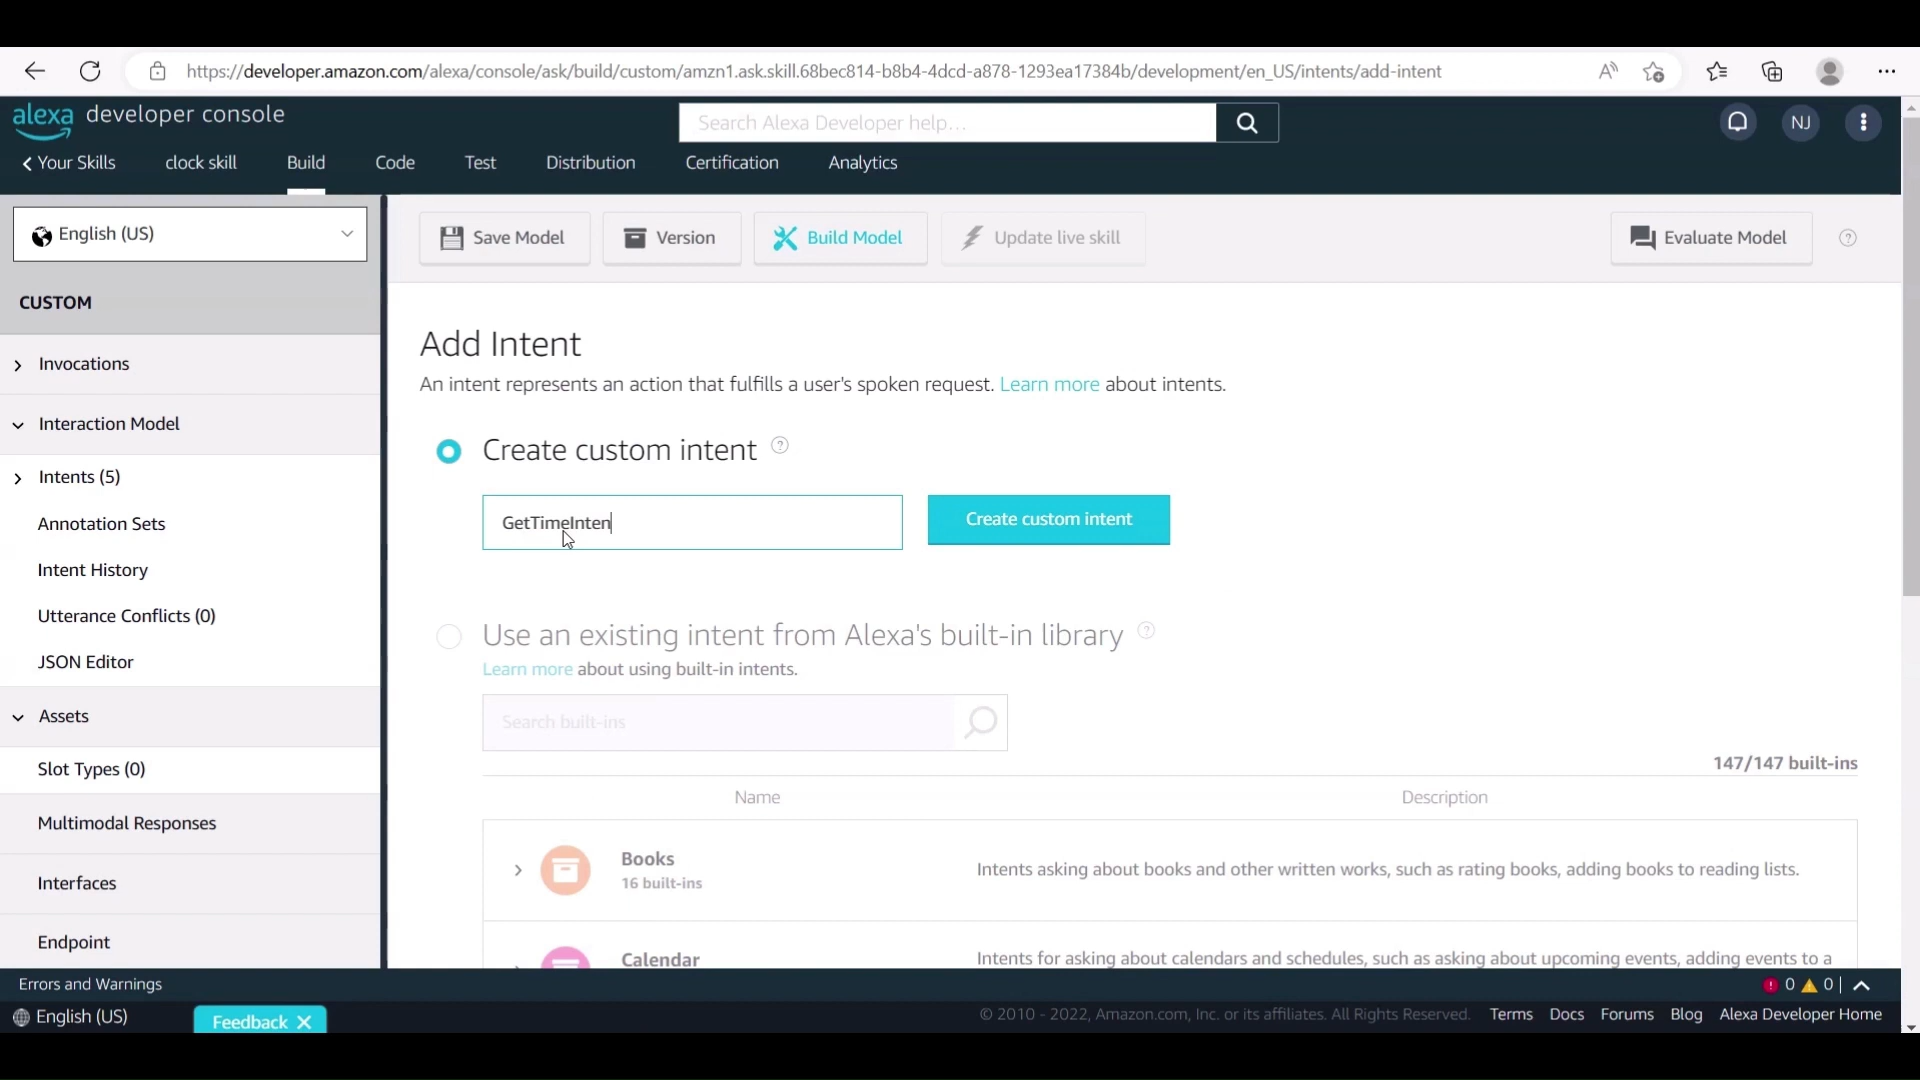 https://developer.amazon.com/alexa/console/ask/build/custom/amzn1.ask.skill.68bec814-b8b4-4dcd-a878-1293ea17384b/development/en_US/intents/add-intent
alexa developer console
Search Alexa Developer help...
NJ
Your Skills
clock skill
Build
Code
Test
Distribution
Certification
Analytics
English (US)
Save Model
Version
Build Model
Update live skill
Evaluate Model
CUSTOM
Invocations
Interaction Model
Intents (5)
Annotation Sets
Intent History
Utterance Conflicts (0)
JSON Editor
Assets
Slot Types (0)
Multimodal Responses
Interfaces
Endpoint
Add Intent
An intent represents an action that fulfills a user's spoken request. Learn more about intents.
Create custom intent
GetTimeInten
Create custom intent
Use an existing intent from Alexa's built-in library
Learn more about using built-in intents.
Search built-ins
147/147 built-ins
Name
Description
Books
16 built-ins
Intents asking about books and other written works, such as rating books, adding books to reading lists.
Calendar
Intents for asking about calendars and schedules, such as asking about upcoming events, adding events to a
Errors and Warnings
0
0
English (US)
Feedback
© 2010 - 2022, Amazon.com, Inc. or its affiliates. All Rights Reserved.
Terms
Docs
Forums
Blog
Alexa Developer Home